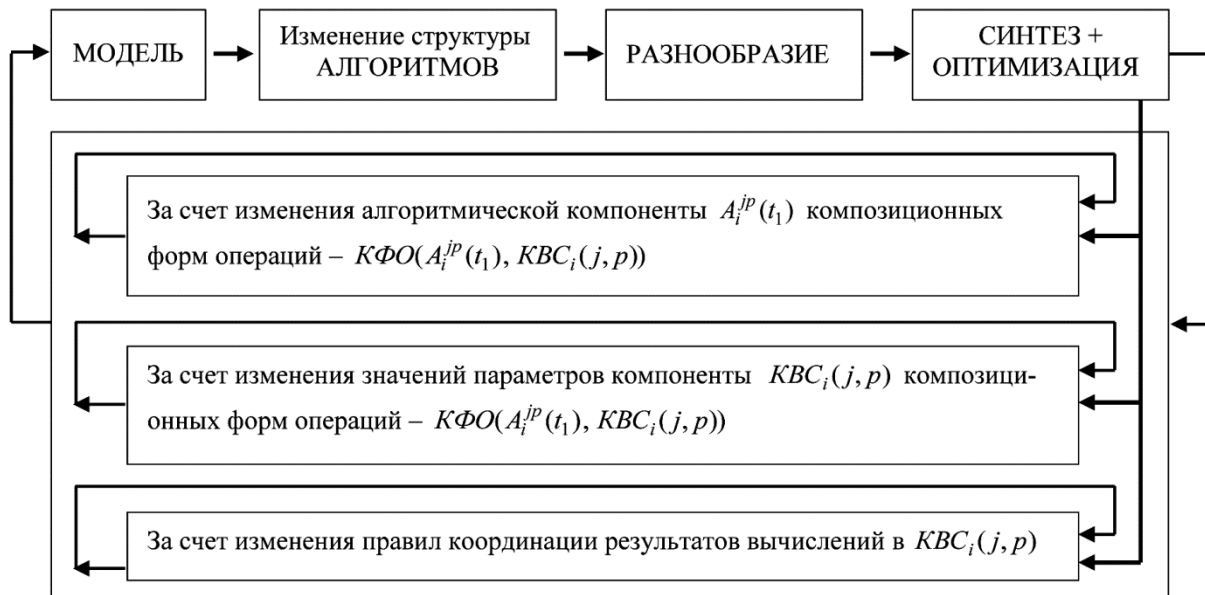 МОДЕЛЬ
Изменение структуры
АЛГОРИТМОВ
РАЗНООБРАЗИЕ
СИНТЕЗ +
ОПТИМИЗАЦИЯ
За счет изменения алгоритмической компоненты A_i^{jp}(t_1) композиционных
форм операций – КФО(A_i^{jp}(t_1), КВС_i(j, p))
За счет изменения значений параметров компоненты КВС_i(j, p) композици-
онных форм операций – КФО(A_i^{jp}(t_1), КВС_i(j, p))
За счет изменения правил координации результатов вычислений в КВС_i(j, p)